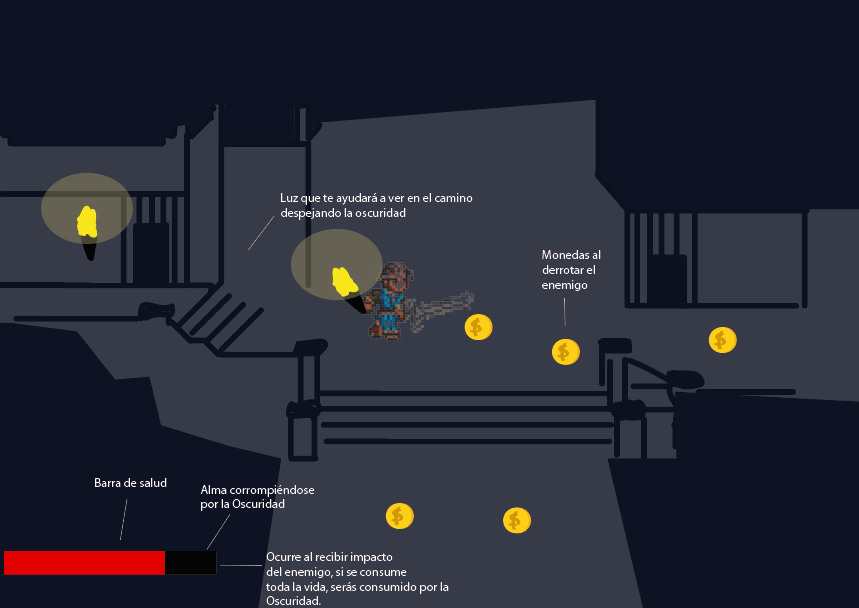 Luz que te ayudará a ver en el camino
despejando la oscuridad
Monedas al
derrotar el
enemigo
$
$
$
Barra de salud
Alma corrompiéndose
por la Oscuridad
$
$
Ocurre al recibir impacto
del enemigo, si se consume
toda la vida, serás consumido por la
Oscuridad.